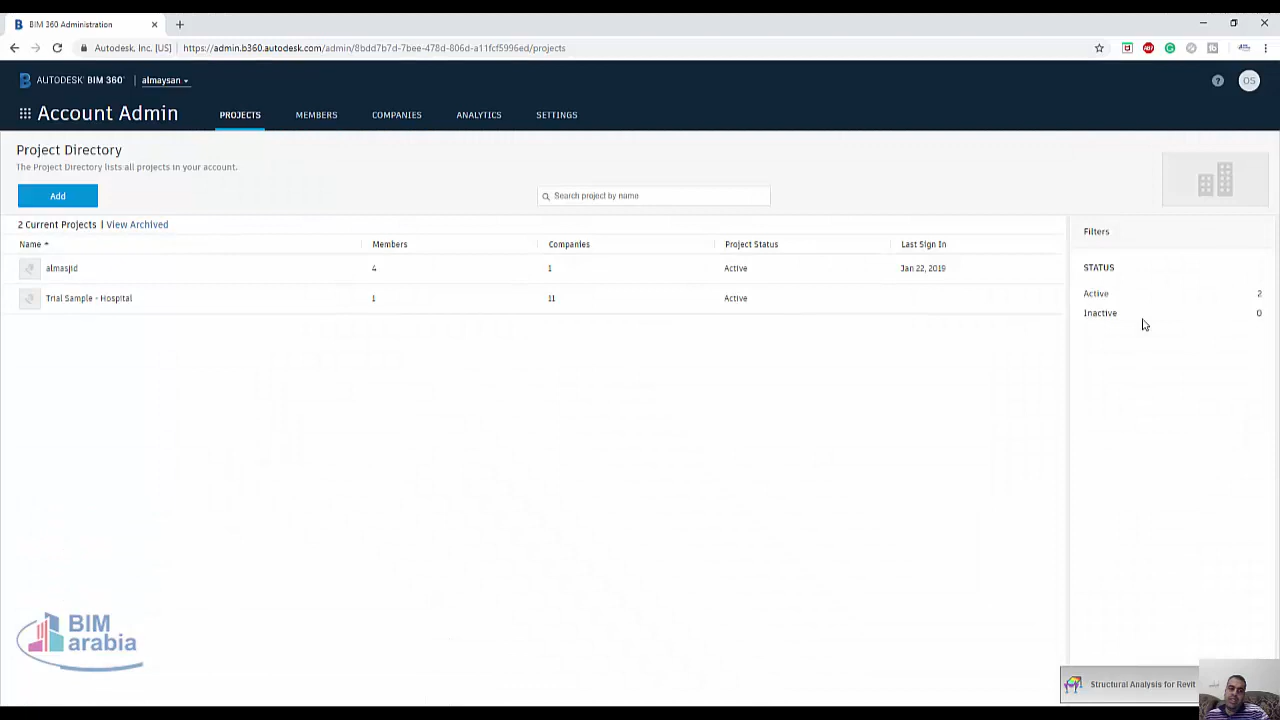 BIM 360 Administration
Autodesk, Inc. [US] https://admin.b360.autodesk.com/admin/8bdd7b7d-7bee-478d-806d-a11fcf5996ed/projects
AUTODESK BIM 360 almaysan
OS
Account Admin PROJECTS MEMBERS COMPANIES ANALYTICS SETTINGS
Project Directory
The Project Directory lists all projects in your account.
Add Search project by name
2 Current Projects | View Archived
Filters
Name Members Companies Project Status Last Sign In
STATUS
almasjid 4 1 Active Jan 22, 2019
Active 2
Trial Sample - Hospital 1 11 Active
Inactive 0
BIM
arabia
Structural Analysis for Revit